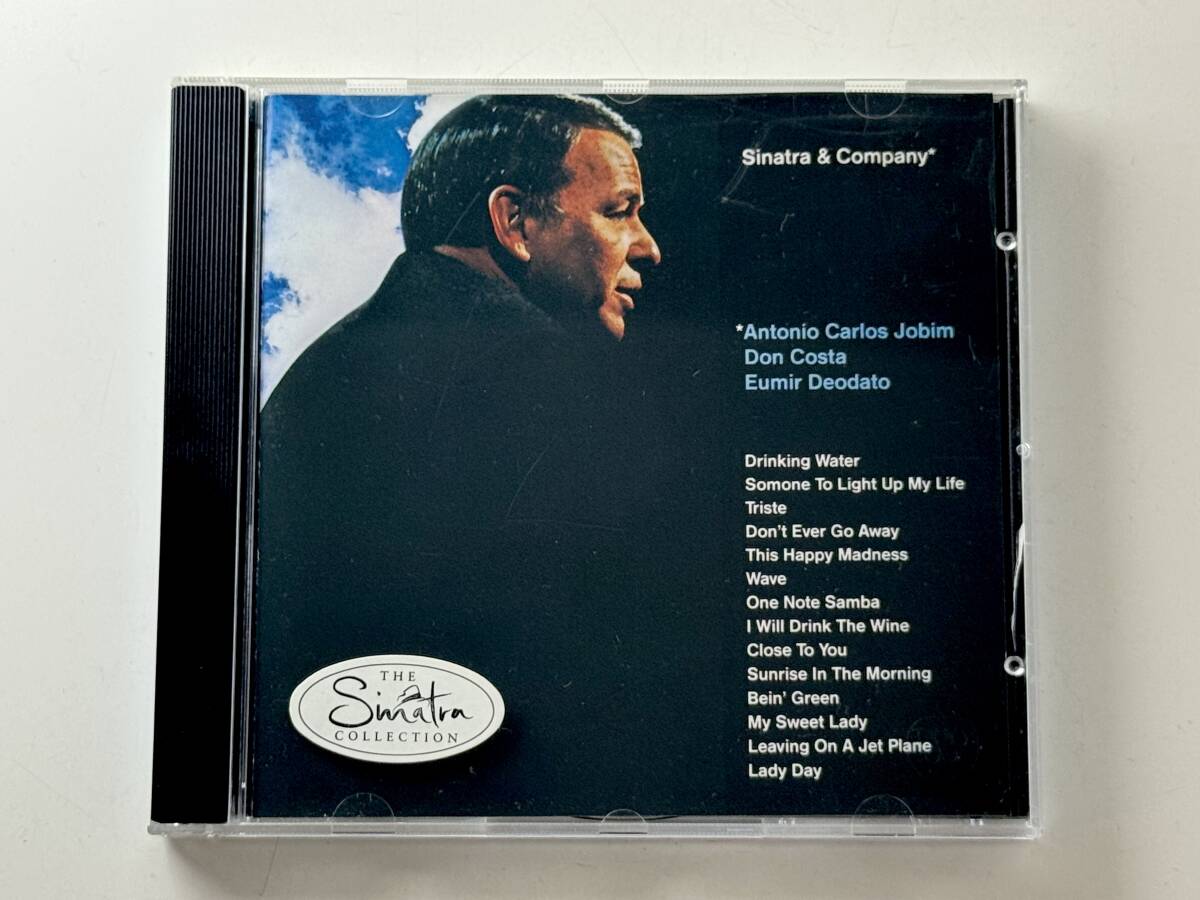 Sinatra & Company*
*Antonio Carlos Jobim
Don Costa
Eumir Deodato
Drinking Water
Somone To Light Up My Life
Triste
Don't Ever Go Away
This Happy Madness
Wave
One Note Samba
I Will Drink The Wine
Close To You
Sunrise In The Morning
Bein' Green
My Sweet Lady
Leaving On A Jet Plane
Lady Day
THE
Sinatra
COLLECTION